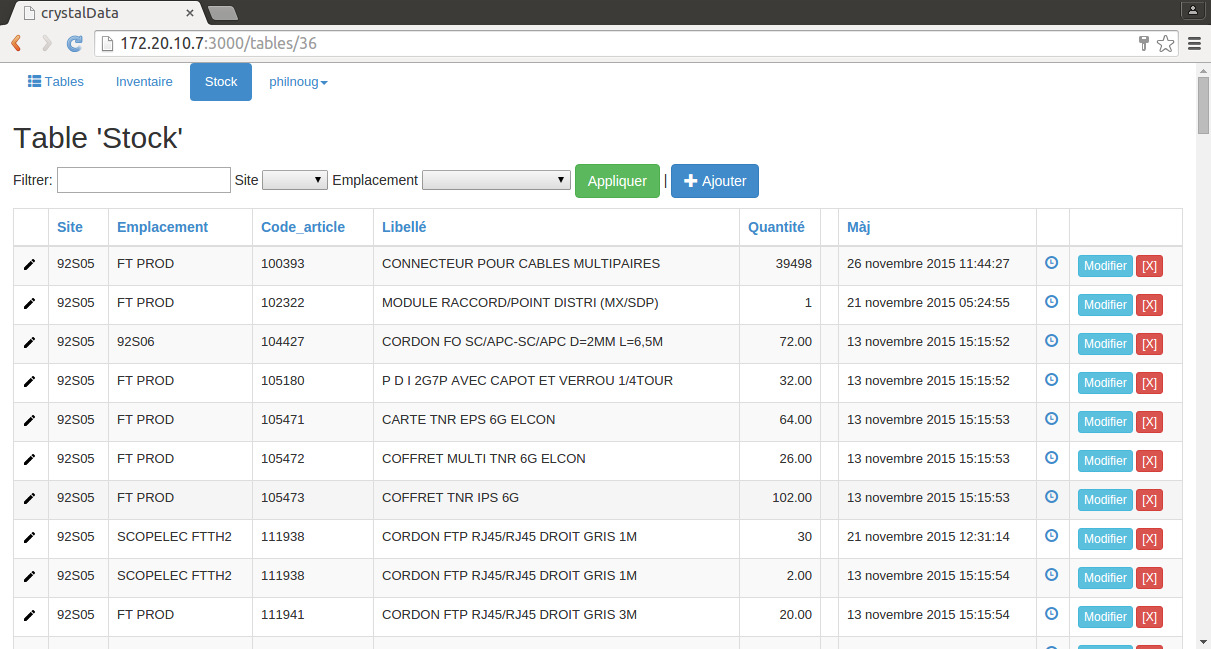 crystalData
172.20.10.7:3000/tables/36
Tables Inventaire Stock philnoug
Table 'Stock'
Filtrer: Site Emplacement Appliquer | Ajouter
Site Emplacement Code_article Libellé Quantité Màj
92S05 FT PROD 100393 CONNECTEUR POUR CABLES MULTIPAIRES 39498 26 novembre 2015 11:44:27 Modifier [X]
92S05 FT PROD 102322 MODULE RACCORD/POINT DISTRI (MX/SDP) 1 21 novembre 2015 05:24:55 Modifier [X]
92S05 92S06 104427 CORDON FO SC/APC-SC/APC D=2MM L=6,5M 72.00 13 novembre 2015 15:15:52 Modifier [X]
92S05 FT PROD 105180 P D I 2G7P AVEC CAPOT ET VERROU 1/4TOUR 32.00 13 novembre 2015 15:15:52 Modifier [X]
92S05 FT PROD 105471 CARTE TNR EPS 6G ELCON 64.00 13 novembre 2015 15:15:53 Modifier [X]
92S05 FT PROD 105472 COFFRET MULTI TNR 6G ELCON 26.00 13 novembre 2015 15:15:53 Modifier [X]
92S05 FT PROD 105473 COFFRET TNR IPS 6G 102.00 13 novembre 2015 15:15:53 Modifier [X]
92S05 SCOPELEC FTTH2 111938 CORDON FTP RJ45/RJ45 DROIT GRIS 1M 30 21 novembre 2015 12:31:14 Modifier [X]
92S05 SCOPELEC FTTH2 111938 CORDON FTP RJ45/RJ45 DROIT GRIS 1M 2.00 13 novembre 2015 15:15:54 Modifier [X]
92S05 FT PROD 111941 CORDON FTP RJ45/RJ45 DROIT GRIS 3M 20.00 13 novembre 2015 15:15:54 Modifier [X]